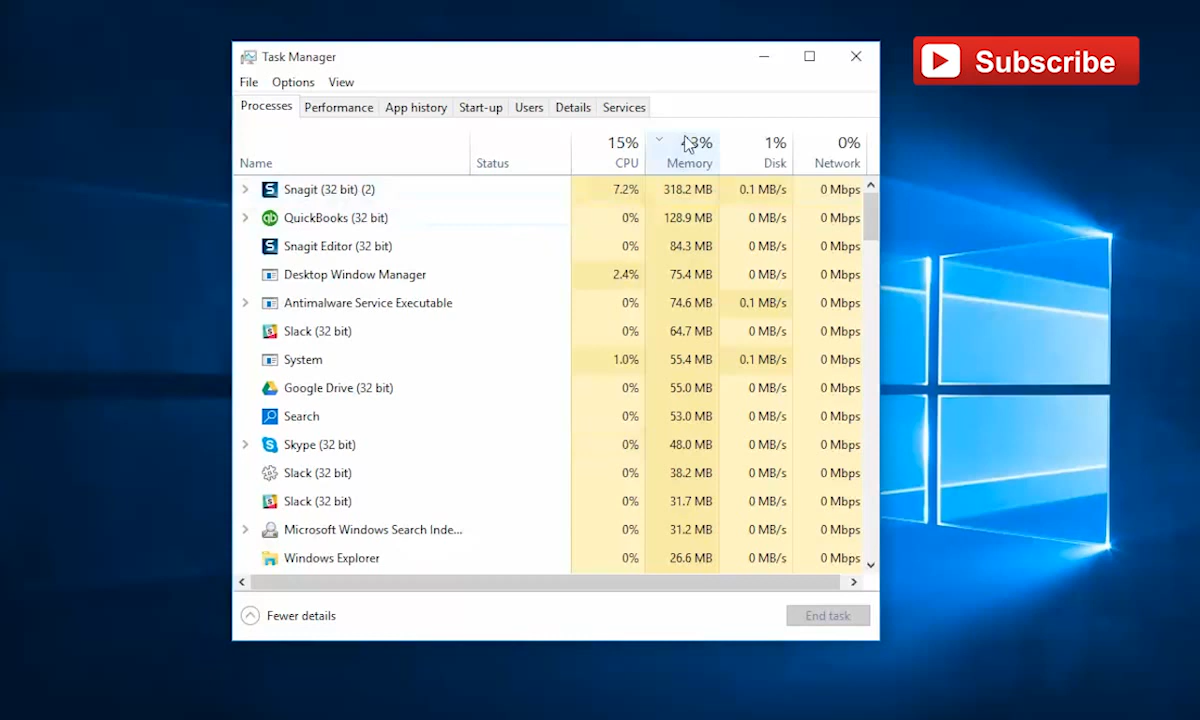 Task Manager
Subscribe
File Options View
Processes Performance App history Start-up Users Details Services
15% 1% 0%
Name Status CPU Memory Disk Network
Snagit (32 bit) (2) 7.2% 318.2 MB 0.1 MB/s 0 Mbps
QuickBooks (32 bit) 0% 128.9 MB 0 MB/s 0 Mbps
Snagit Editor (32 bit) 0% 84.3 MB 0 MB/s 0 Mbps
Desktop Window Manager 2.4% 75.4 MB 0 MB/s 0 Mbps
Antimalware Service Executable 0% 74.6 MB 0.1 MB/s 0 Mbps
Slack (32 bit) 0% 64.7 MB 0 MB/s 0 Mbps
System 1.0% 55.4 MB 0.1 MB/s 0 Mbps
Google Drive (32 bit) 0% 55.0 MB 0 MB/s 0 Mbps
Search 0% 53.0 MB 0 MB/s 0 Mbps
Skype (32 bit) 0% 48.0 MB 0 MB/s 0 Mbps
Slack (32 bit) 0% 38.2 MB 0 MB/s 0 Mbps
Slack (32 bit) 0% 31.7 MB 0 MB/s 0 Mbps
Microsoft Windows Search Inde... 0% 31.2 MB 0 MB/s 0 Mbps
Windows Explorer 0% 26.6 MB 0 MB/s 0 Mbps
Fewer details End task